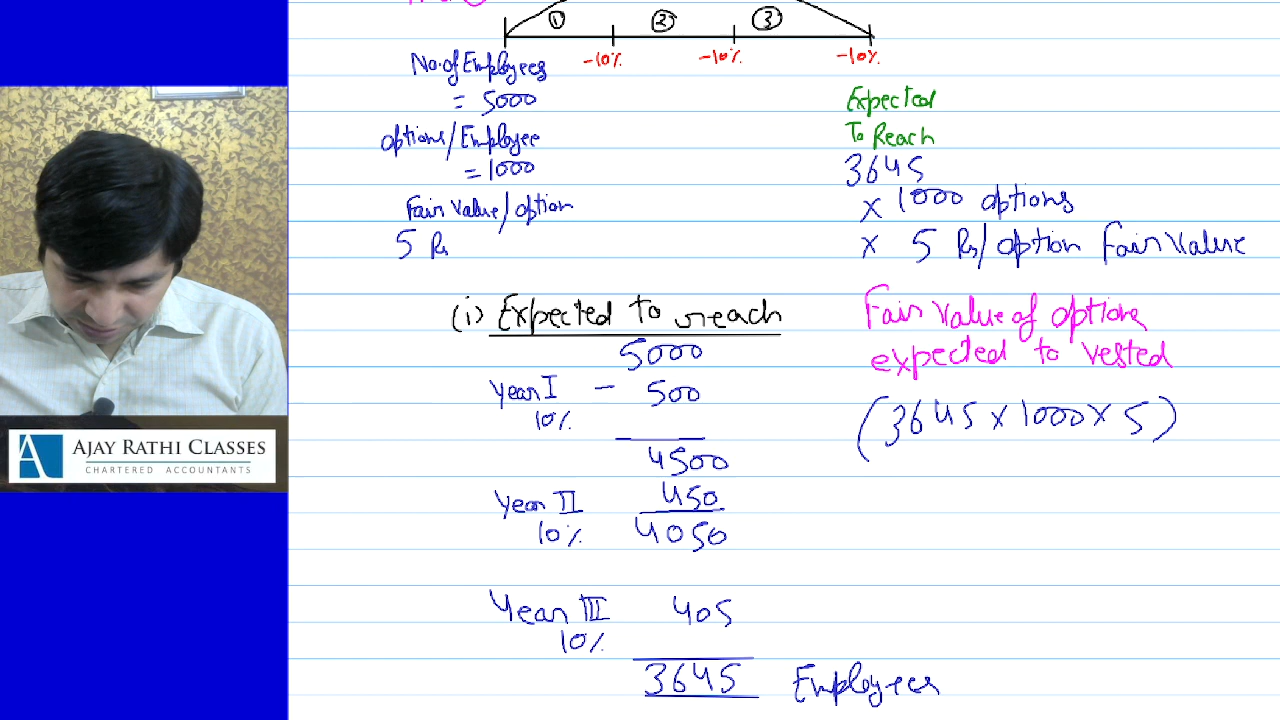 ① ② ③
-10% -10% -10%
No. of Employees
= 5000
options/Employee
= 1000
Fair Value/option
5 Rs
Expected
To Reach
3645
x 1000 options
x 5 Rs/option Fair Value
(i) Expected to reach
5000
Year I - 500
10%
4500
Year II 450
10% 4050
Year III 405
10%
3645 Employees
Fair Value of options
expected to vested
(3645 x 1000 x 5)
AJAY RATHI CLASSES
CHARTERED ACCOUNTANTS